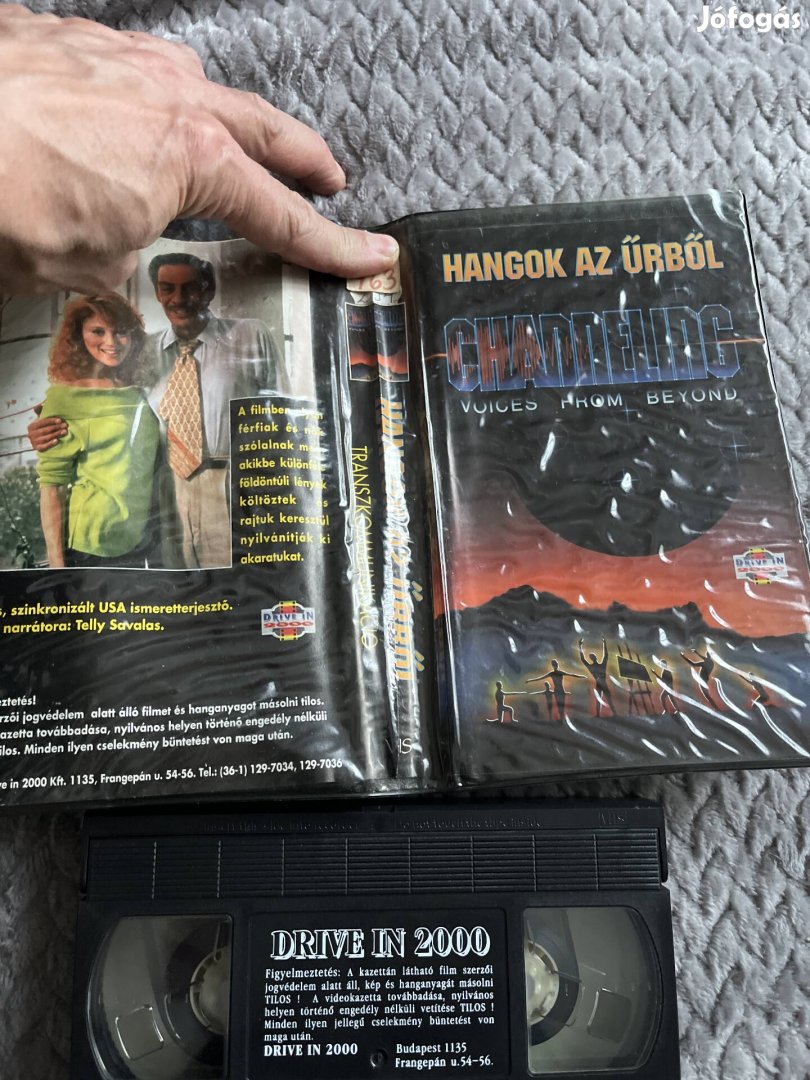 Jófogás
163
HANGOK AZ ŰRBŐL
CHANNELING
VOICES FROM BEYOND
DRIVE IN
2000
A filmben
férfiak és
szólalnak
akikbe
földöntúli lények
költöztek és
rajtuk keresztül
nyilvánítják ki
akaratukat.
szinkronizált USA ismeretterjesztő.
narrátora: Telly Savalas.
DRIVE IN
2000
jogvédelem alatt álló filmet és hanganyagot másolni tilos.
továbbadása, nyilvános helyen történő engedély nélküli
Minden ilyen cselekmény büntetést von maga után.
in 2000 Kft. 1135, Frangepán u. 54-56. Tel.: (36-1) 129-7034, 129-7036
VHS
DRIVE IN 2000
Figyelmeztetés: A kazettán látható film szerzői
jogvédelem alatt áll, kép és hanganyagát másolni
TILOS ! A videokazetta továbbadása, nyilvános
helyen történő engedély nélküli vetítése TILOS !
Minden ilyen jellegű cselekmény büntetést von
maga után.
DRIVE IN 2000 Budapest 1135
Frangepán u.54-56.